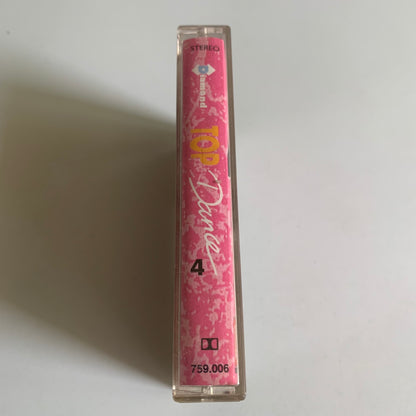 STEREO
Diamond
TOP
Dance
4
759.006